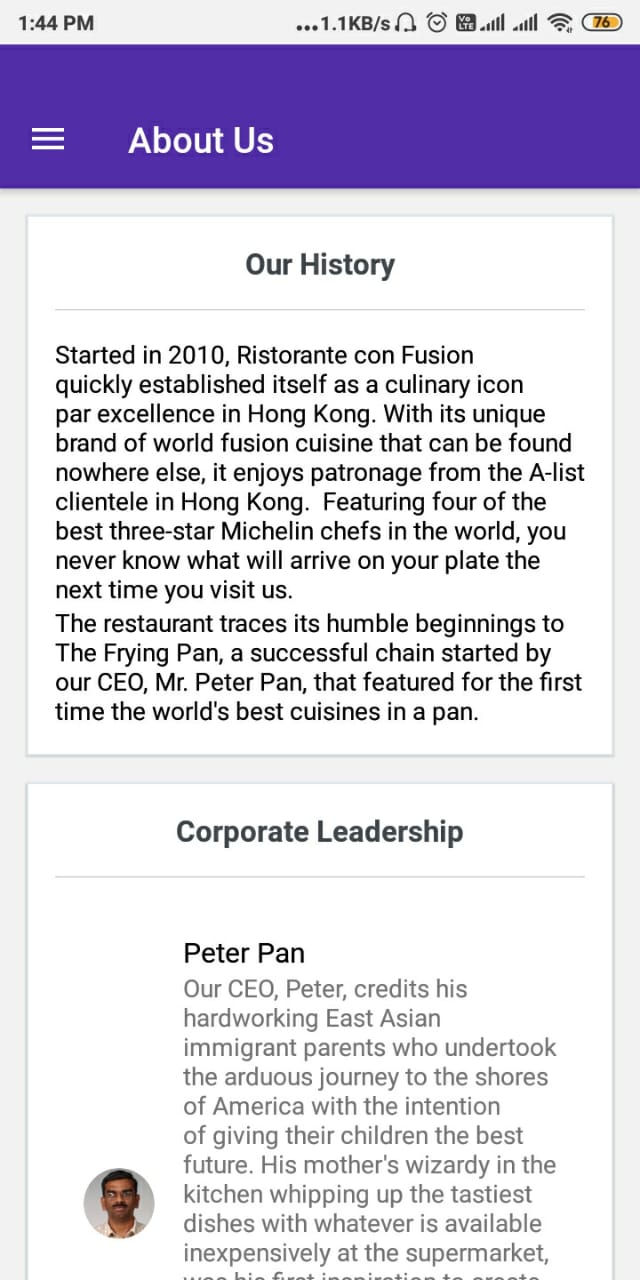 1:44 PM
...1.1KB/s
Vo LTE
76
About Us
Our History
Started in 2010, Ristorante con Fusion
quickly established itself as a culinary icon
par excellence in Hong Kong. With its unique
brand of world fusion cuisine that can be found
nowhere else, it enjoys patronage from the A-list
clientele in Hong Kong.  Featuring four of the
best three-star Michelin chefs in the world, you
never know what will arrive on your plate the
next time you visit us.
The restaurant traces its humble beginnings to
The Frying Pan, a successful chain started by
our CEO, Mr. Peter Pan, that featured for the first
time the world's best cuisines in a pan.
Corporate Leadership
Peter Pan
Our CEO, Peter, credits his
hardworking East Asian
immigrant parents who undertook
the arduous journey to the shores
of America with the intention
of giving their children the best
future. His mother's wizardy in the
kitchen whipping up the tastiest
dishes with whatever is available
inexpensively at the supermarket,
was his first inspiration to create